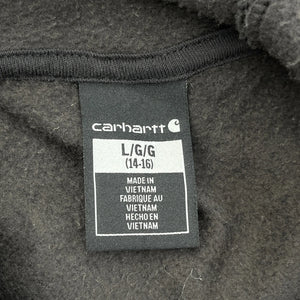 carhartt
L/G/G
(14-16)
MADE IN
VIETNAM
FABRIQUE AU
VIETNAM
HECHO EN
VIETNAM